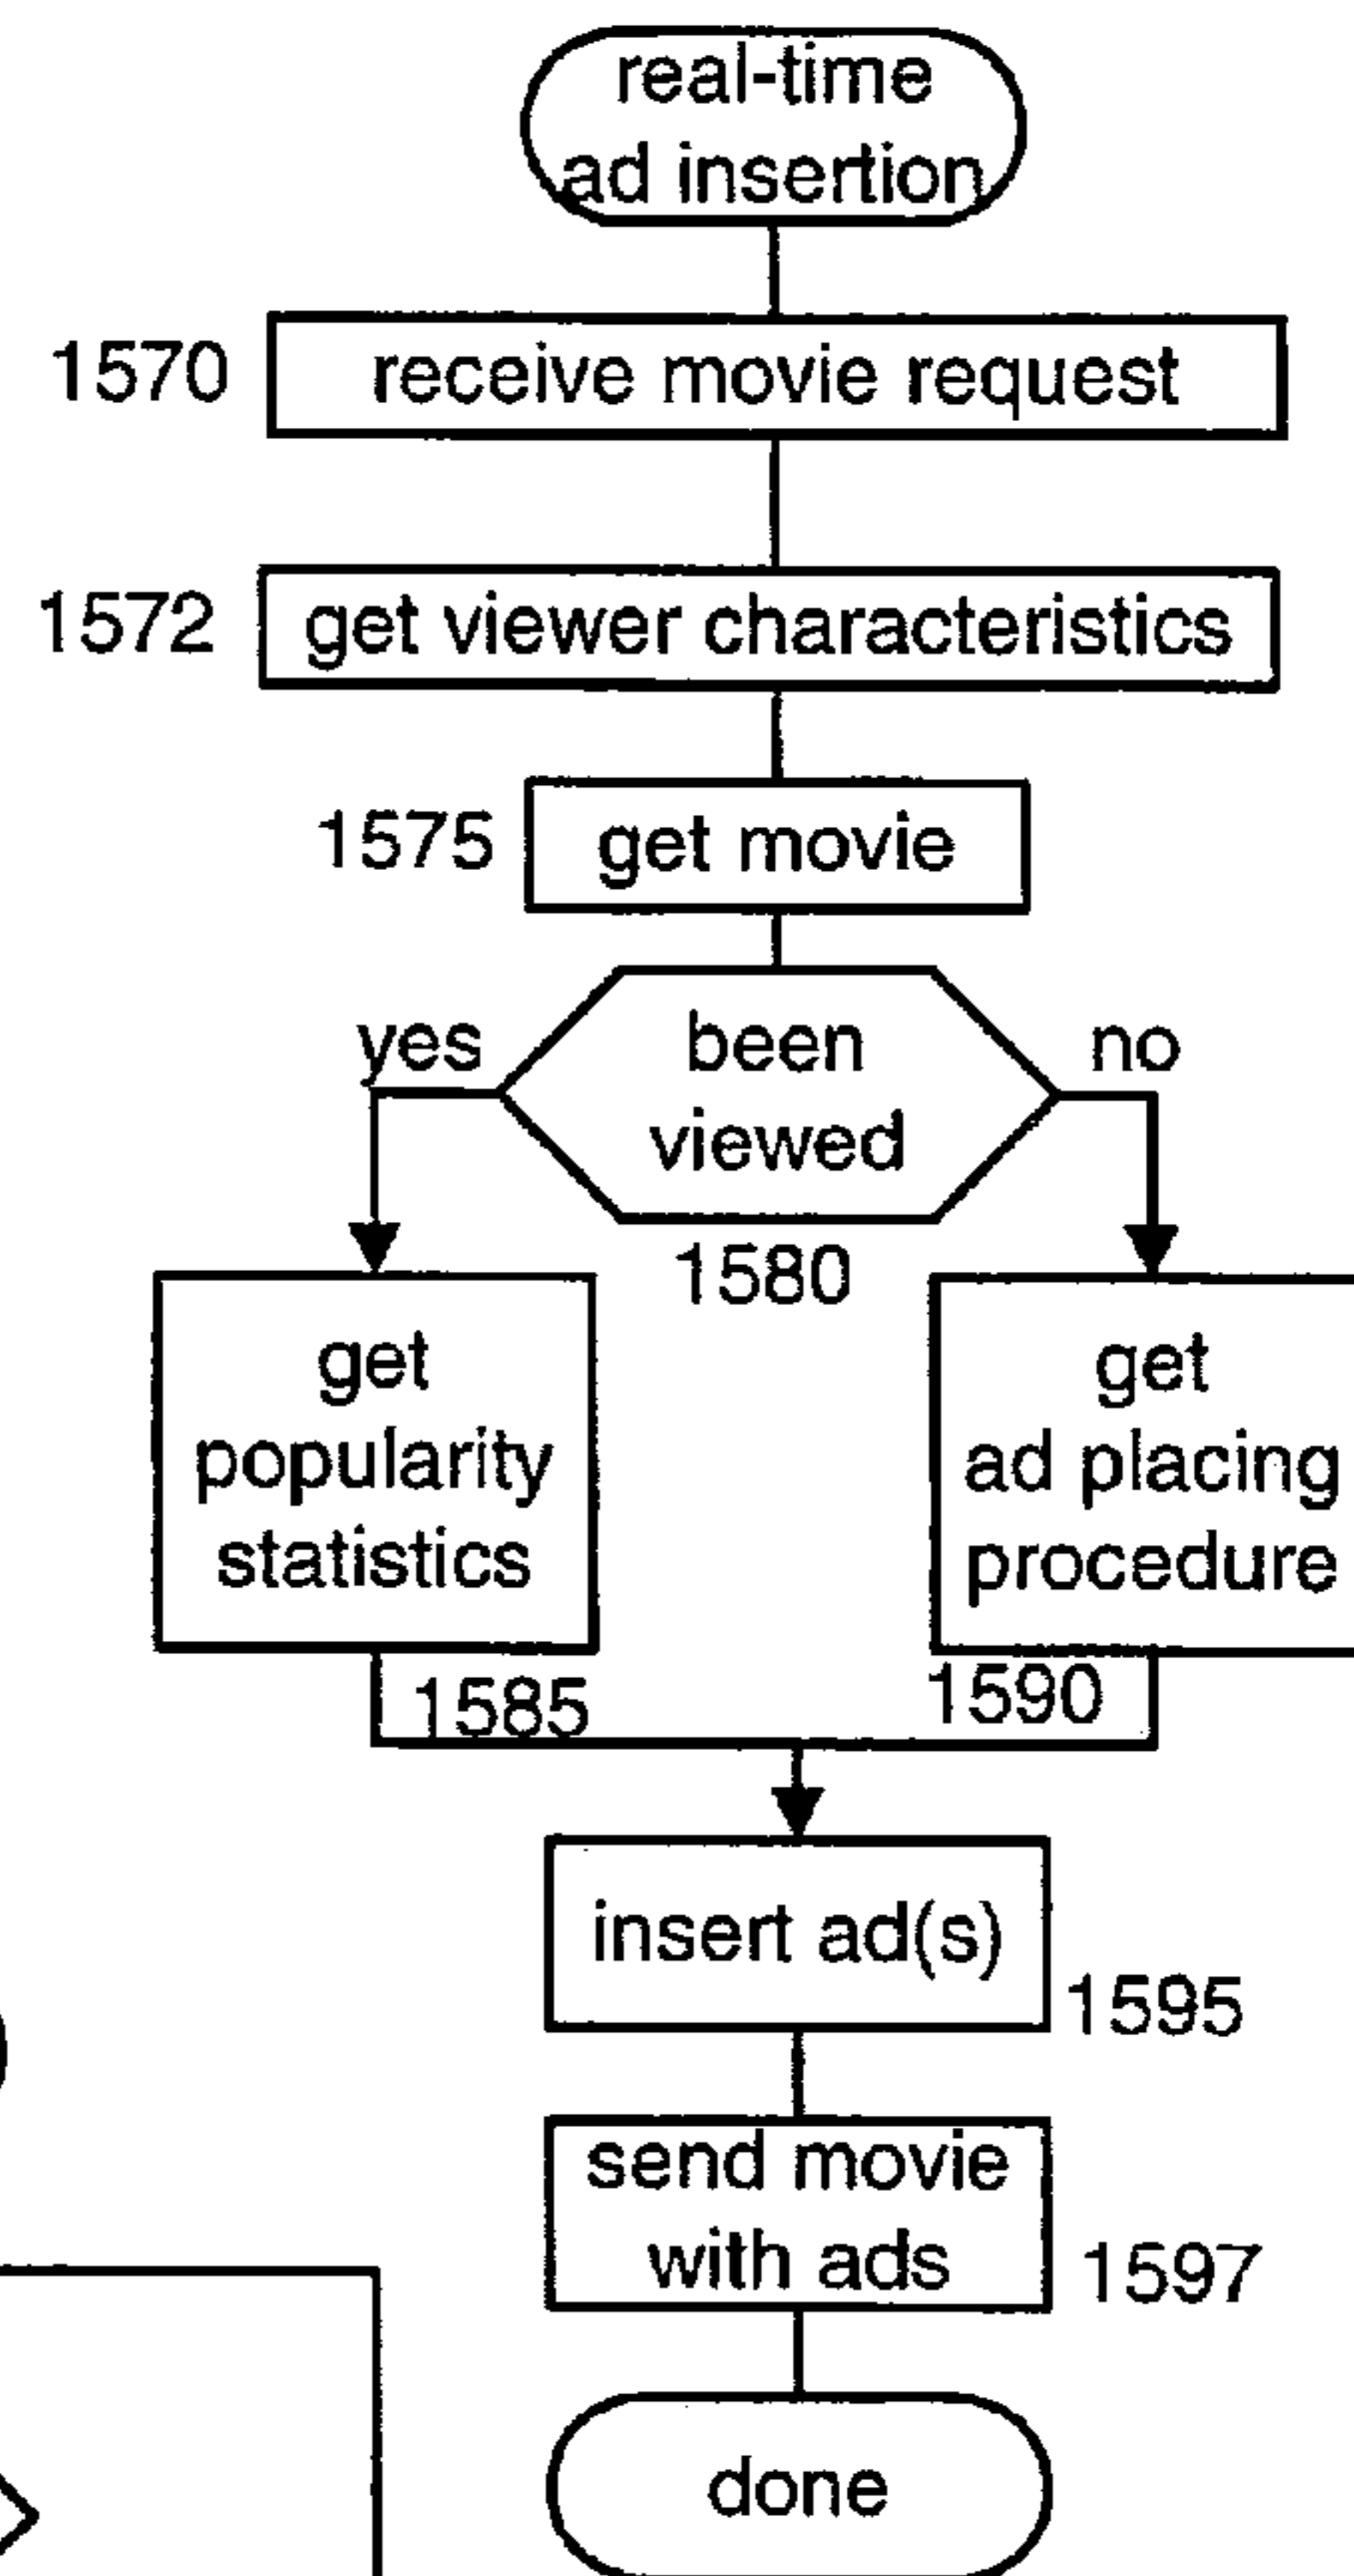 real-time
ad insertion
1570
receive movie request
1572
get viewer characteristics
1575
get movie
yes
been
viewed
no
1580
get
popularity
statistics
get
ad placing
procedure
1585
1590
insert ad(s)
1595
send movie
with ads
1597
done